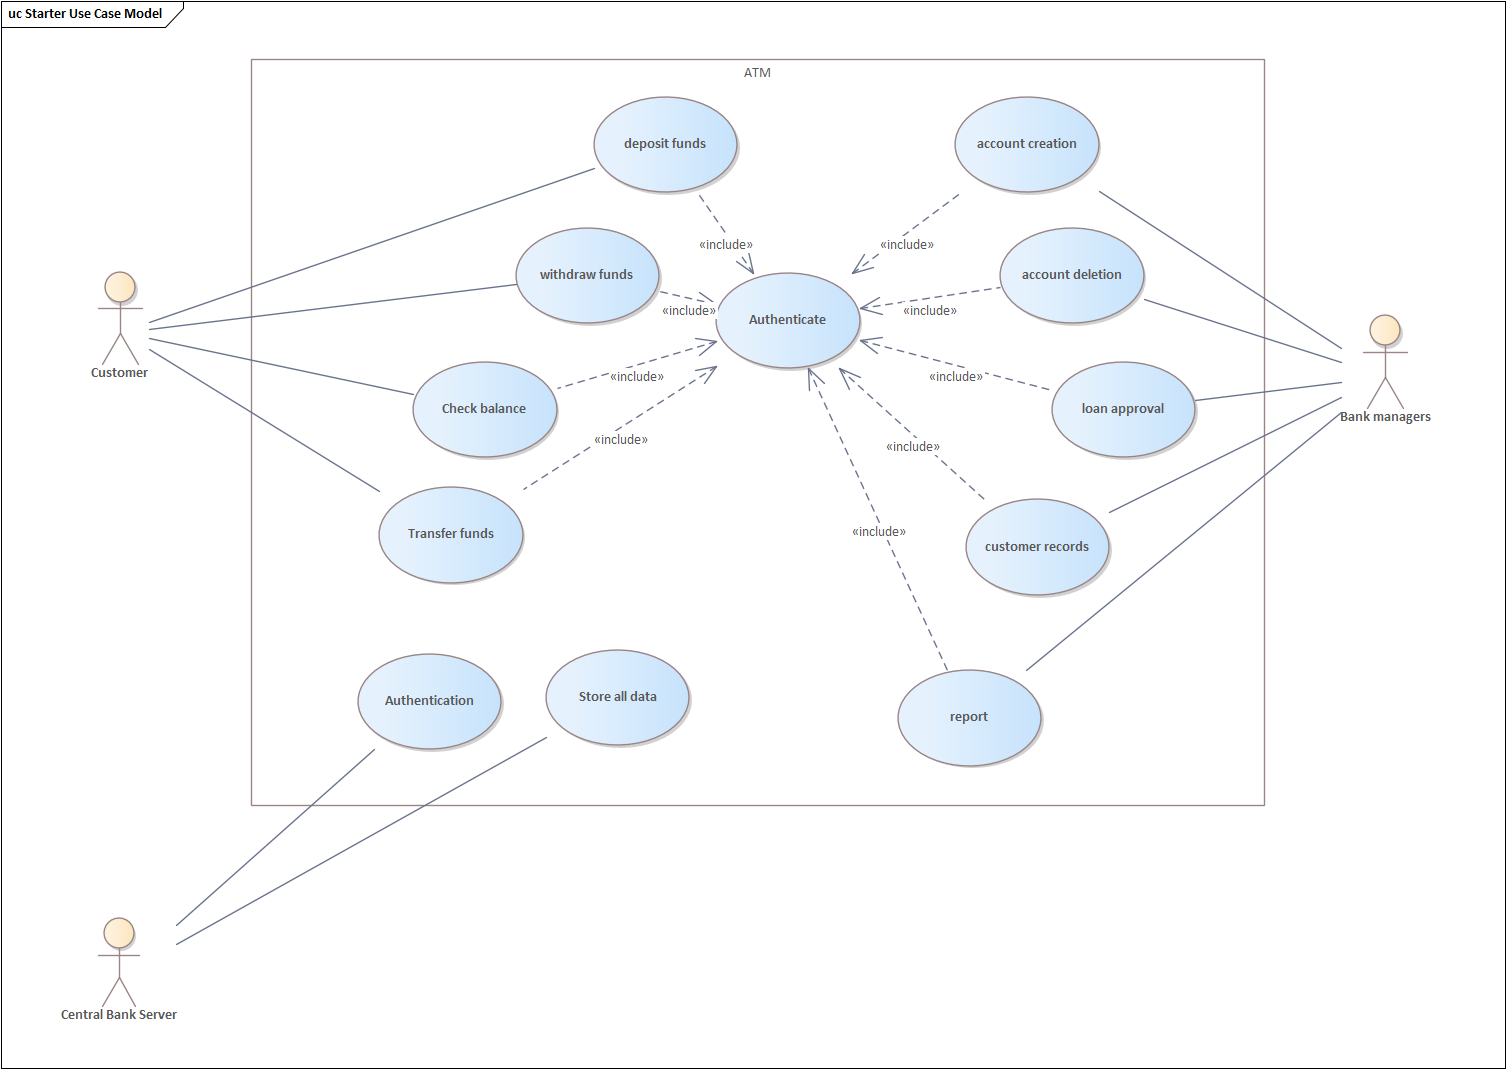 uc Starter Use Case Model
ATM
deposit funds
account creation
«include»
«include»
withdraw funds
account deletion
«include»
«include»
Authenticate
Customer
Bank managers
«include»
«include»
Check balance
loan approval
«include»
«include»
Transfer funds
«include»
customer records
Authentication
Store all data
report
Central Bank Server